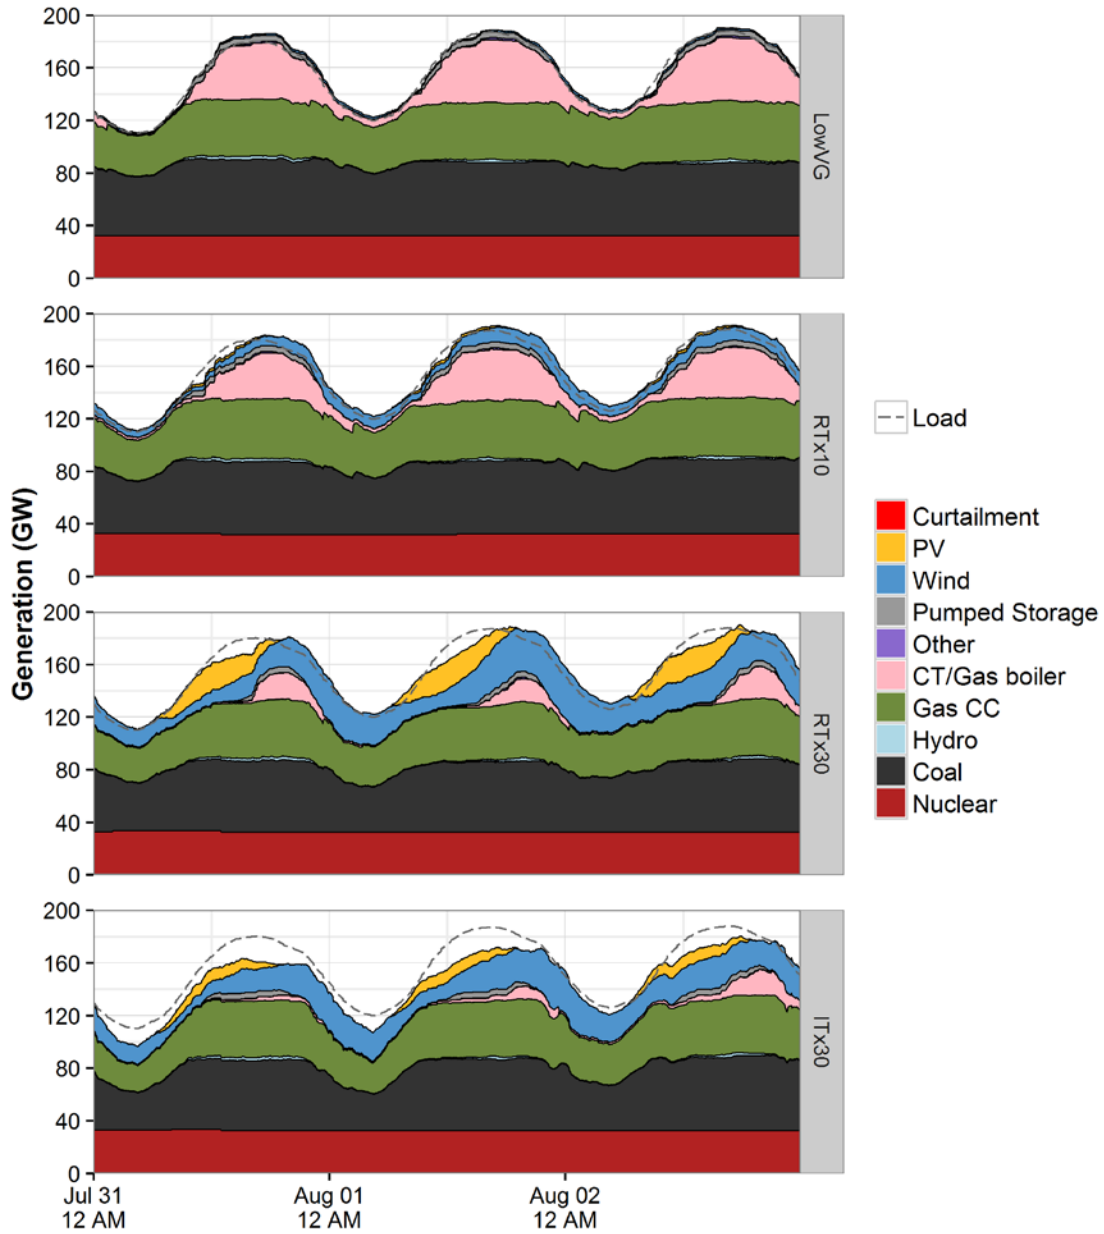 Generation (GW)
200
160
120
80
40
0
LowVG
200
160
120
80
40
0
RTx10
200
160
120
80
40
0
RTx30
200
160
120
80
40
0
ITx30
Jul 31
12 AM
Aug 01
12 AM
Aug 02
12 AM
Load
Curtailment
PV
Wind
Pumped Storage
Other
CT/Gas boiler
Gas CC
Hydro
Coal
Nuclear